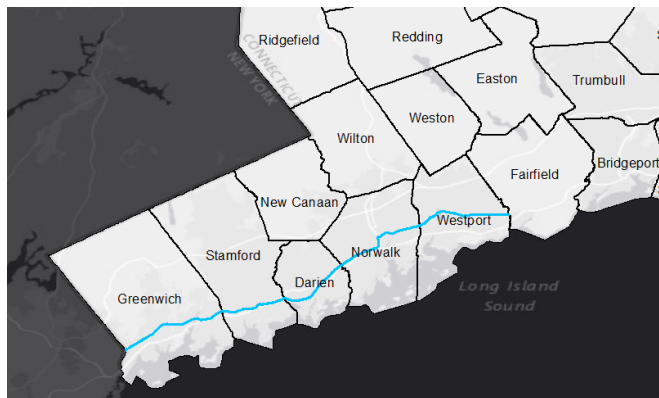 Ridgefield
Redding
CONNECTICUT
NEW YORK
Easton
Trumbull
Weston
Wilton
Bridgeport
Fairfield
New Canaan
Westport
Stamford
Norwalk
Darien
Greenwich
Long Island
Sound